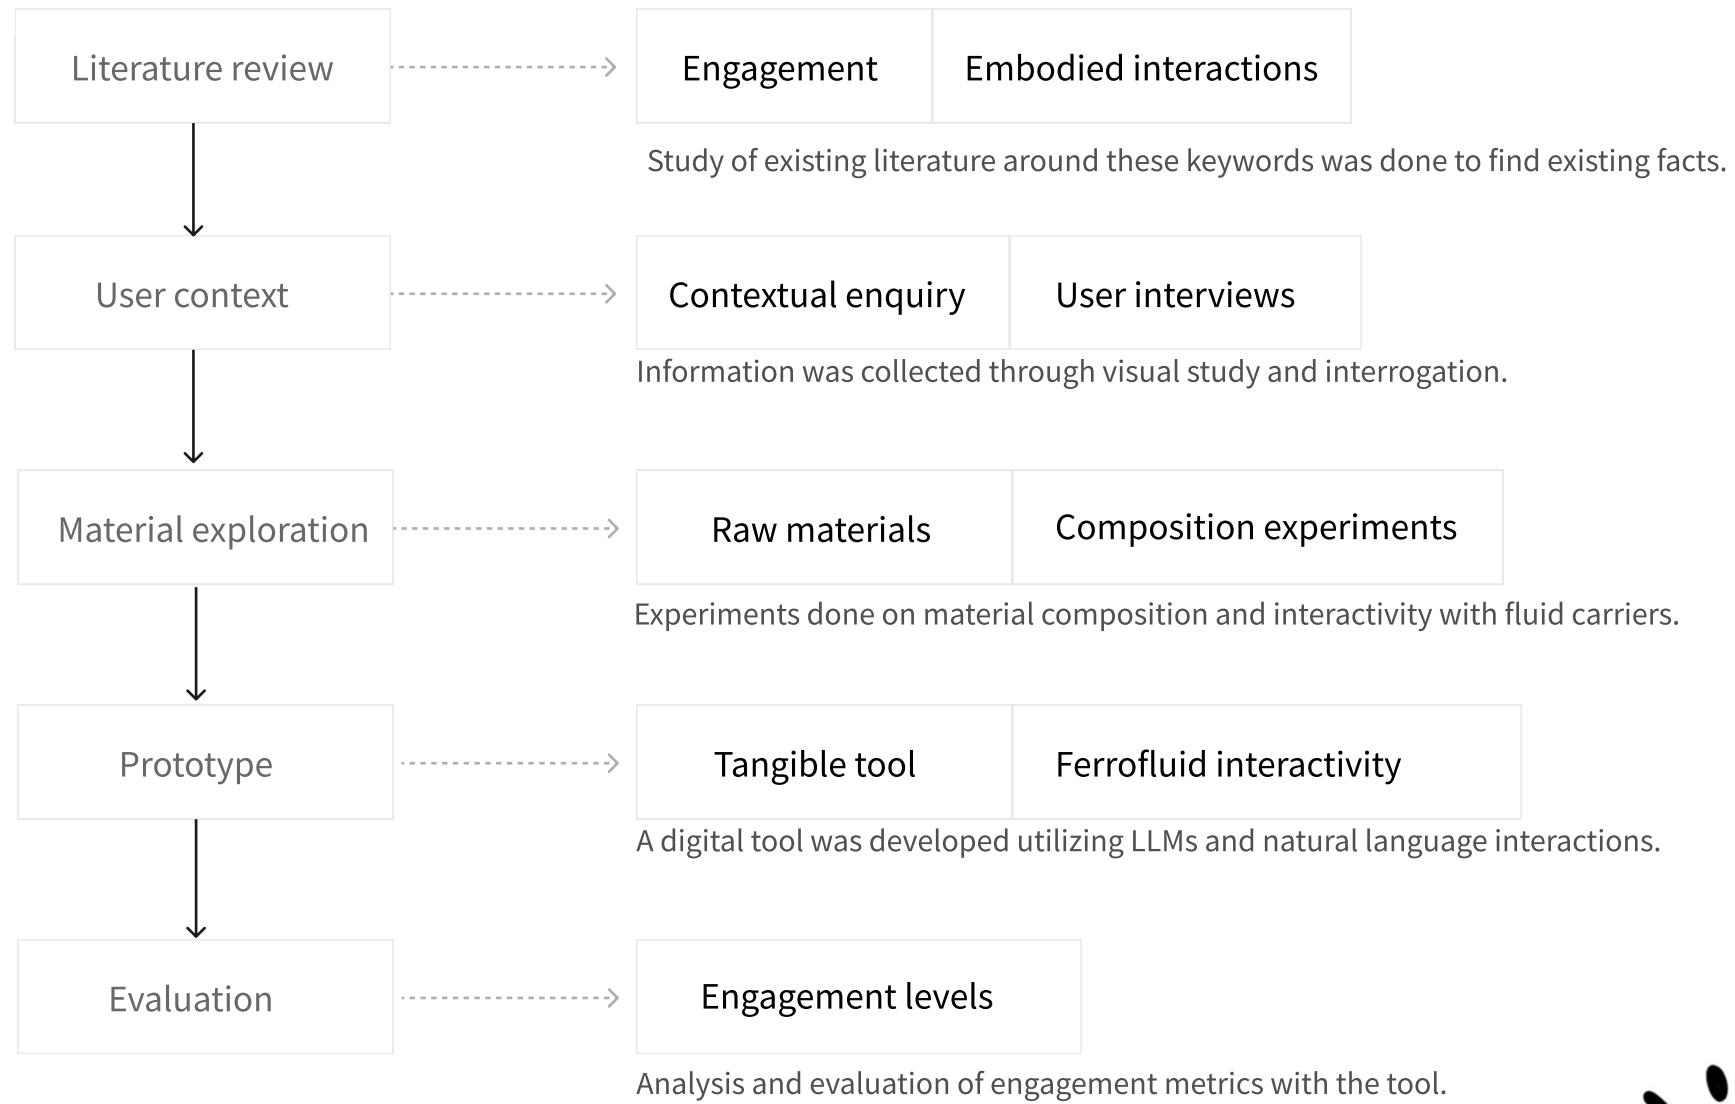 Literature review
Engagement
Embodied interactions
Study of existing literature around these keywords was done to find existing facts.
User context
Contextual enquiry
User interviews
Information was collected through visual study and interrogation.
Material exploration
Raw materials
Composition experiments
Experiments done on material composition and interactivity with fluid carriers.
Prototype
Tangible tool
Ferrofluid interactivity
A digital tool was developed utilizing LLMs and natural language interactions.
Evaluation
Engagement levels
Analysis and evaluation of engagement metrics with the tool.